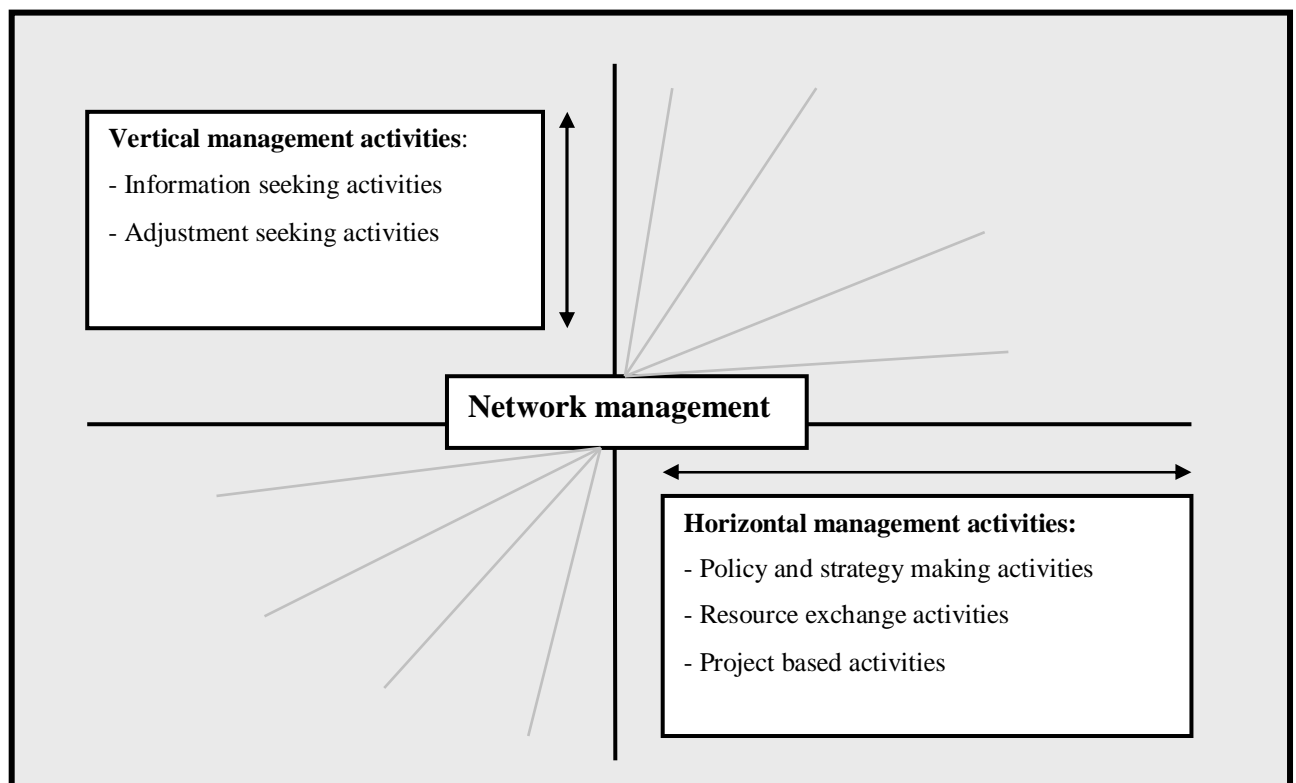 Vertical management activities:
- Information seeking activities
- Adjustment seeking activities
Network management
Horizontal management activities:
- Policy and strategy making activities
- Resource exchange activities
- Project based activities